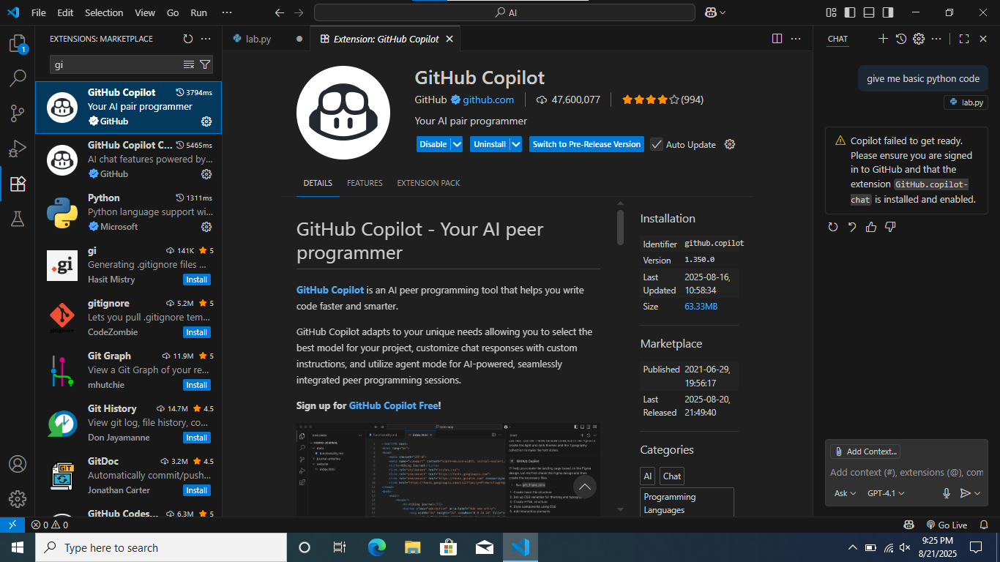 File Edit Selection View Go Run ···
AI
EXTENSIONS: MARKETPLACE
gi
GitHub Copilot 3794ms
Your AI pair programmer
GitHub
GitHub Copilot C... 5465ms
AI chat features powered by...
GitHub
Python 1311ms
Python language support wi...
Microsoft
gi 141K 5
Generating .gitignore files ...
Hasit Mistry Install
gitignore 5.2M 5
Lets you pull .gitignore tem...
CodeZombie Install
Git Graph 11.9M 5
View a Git Graph of your re...
mhutchie Install
Git History 14.7M 4.5
View git log, file history, co...
Don Jayamanne Install
GitDoc 3.2M 4.5
Automatically commit/push...
Jonathan Carter Install
GitHub Codes... 6.3M 5
lab.py
Extension: GitHub Copilot
GitHub Copilot
GitHub github.com 47,600,077 (994)
Your AI pair programmer
Disable Uninstall Switch to Pre-Release Version Auto Update
DETAILS FEATURES EXTENSION PACK
GitHub Copilot - Your AI peer
programmer
GitHub Copilot is an AI peer programming tool that helps you write
code faster and smarter.
GitHub Copilot adapts to your unique needs allowing you to select the
best model for your project, customize chat responses with custom
instructions, and utilize agent mode for AI-powered, seamlessly
integrated peer programming sessions.
Sign up for GitHub Copilot Free!
Installation
Identifier github.copilot
Version 1.350.0
Last Updated 2025-08-16, 10:58:34
Size 63.33MB
Marketplace
Published 2021-06-29, 19:56:17
Last Released 2025-08-20, 21:49:40
Categories
AI Chat
Programming
Languages
CHAT
give me basic python code
lab.py
Copilot failed to get ready.
Please ensure you are signed
in to GitHub and that the
extension GitHub.copilot-
chat is installed and enabled.
Add Context...
Add context (#), extensions (@), com
Ask GPT-4.1
0 0
Go Live
Type here to search
9:25 PM
8/21/2025